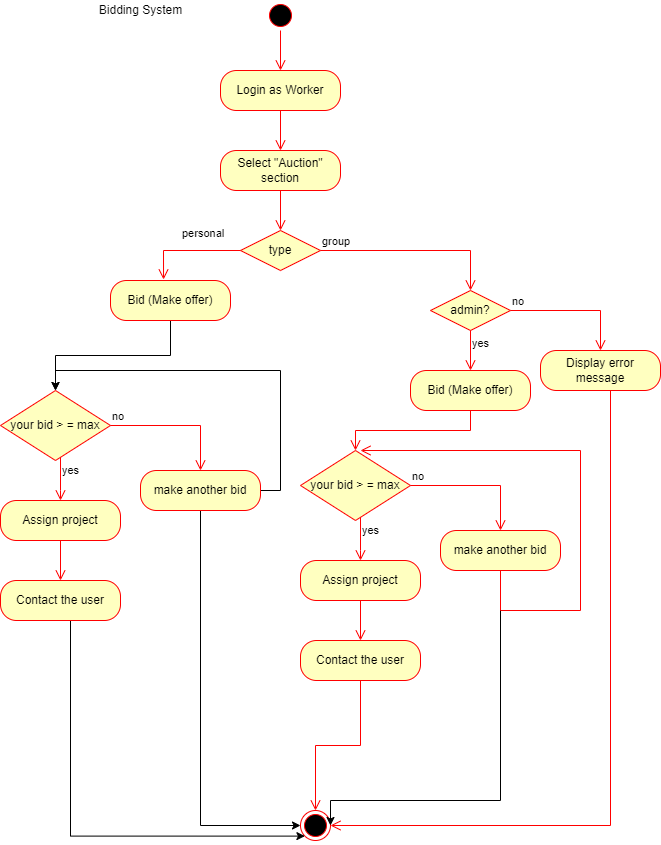 Bidding System
Login as Worker
Select "Auction"
section
personal
type
group
Bid (Make offer)
admin?
no
yes
Display error
message
Bid (Make offer)
your bid > = max
no
yes
make another bid
your bid > = max
no
yes
Assign project
make another bid
Assign project
Contact the user
Contact the user